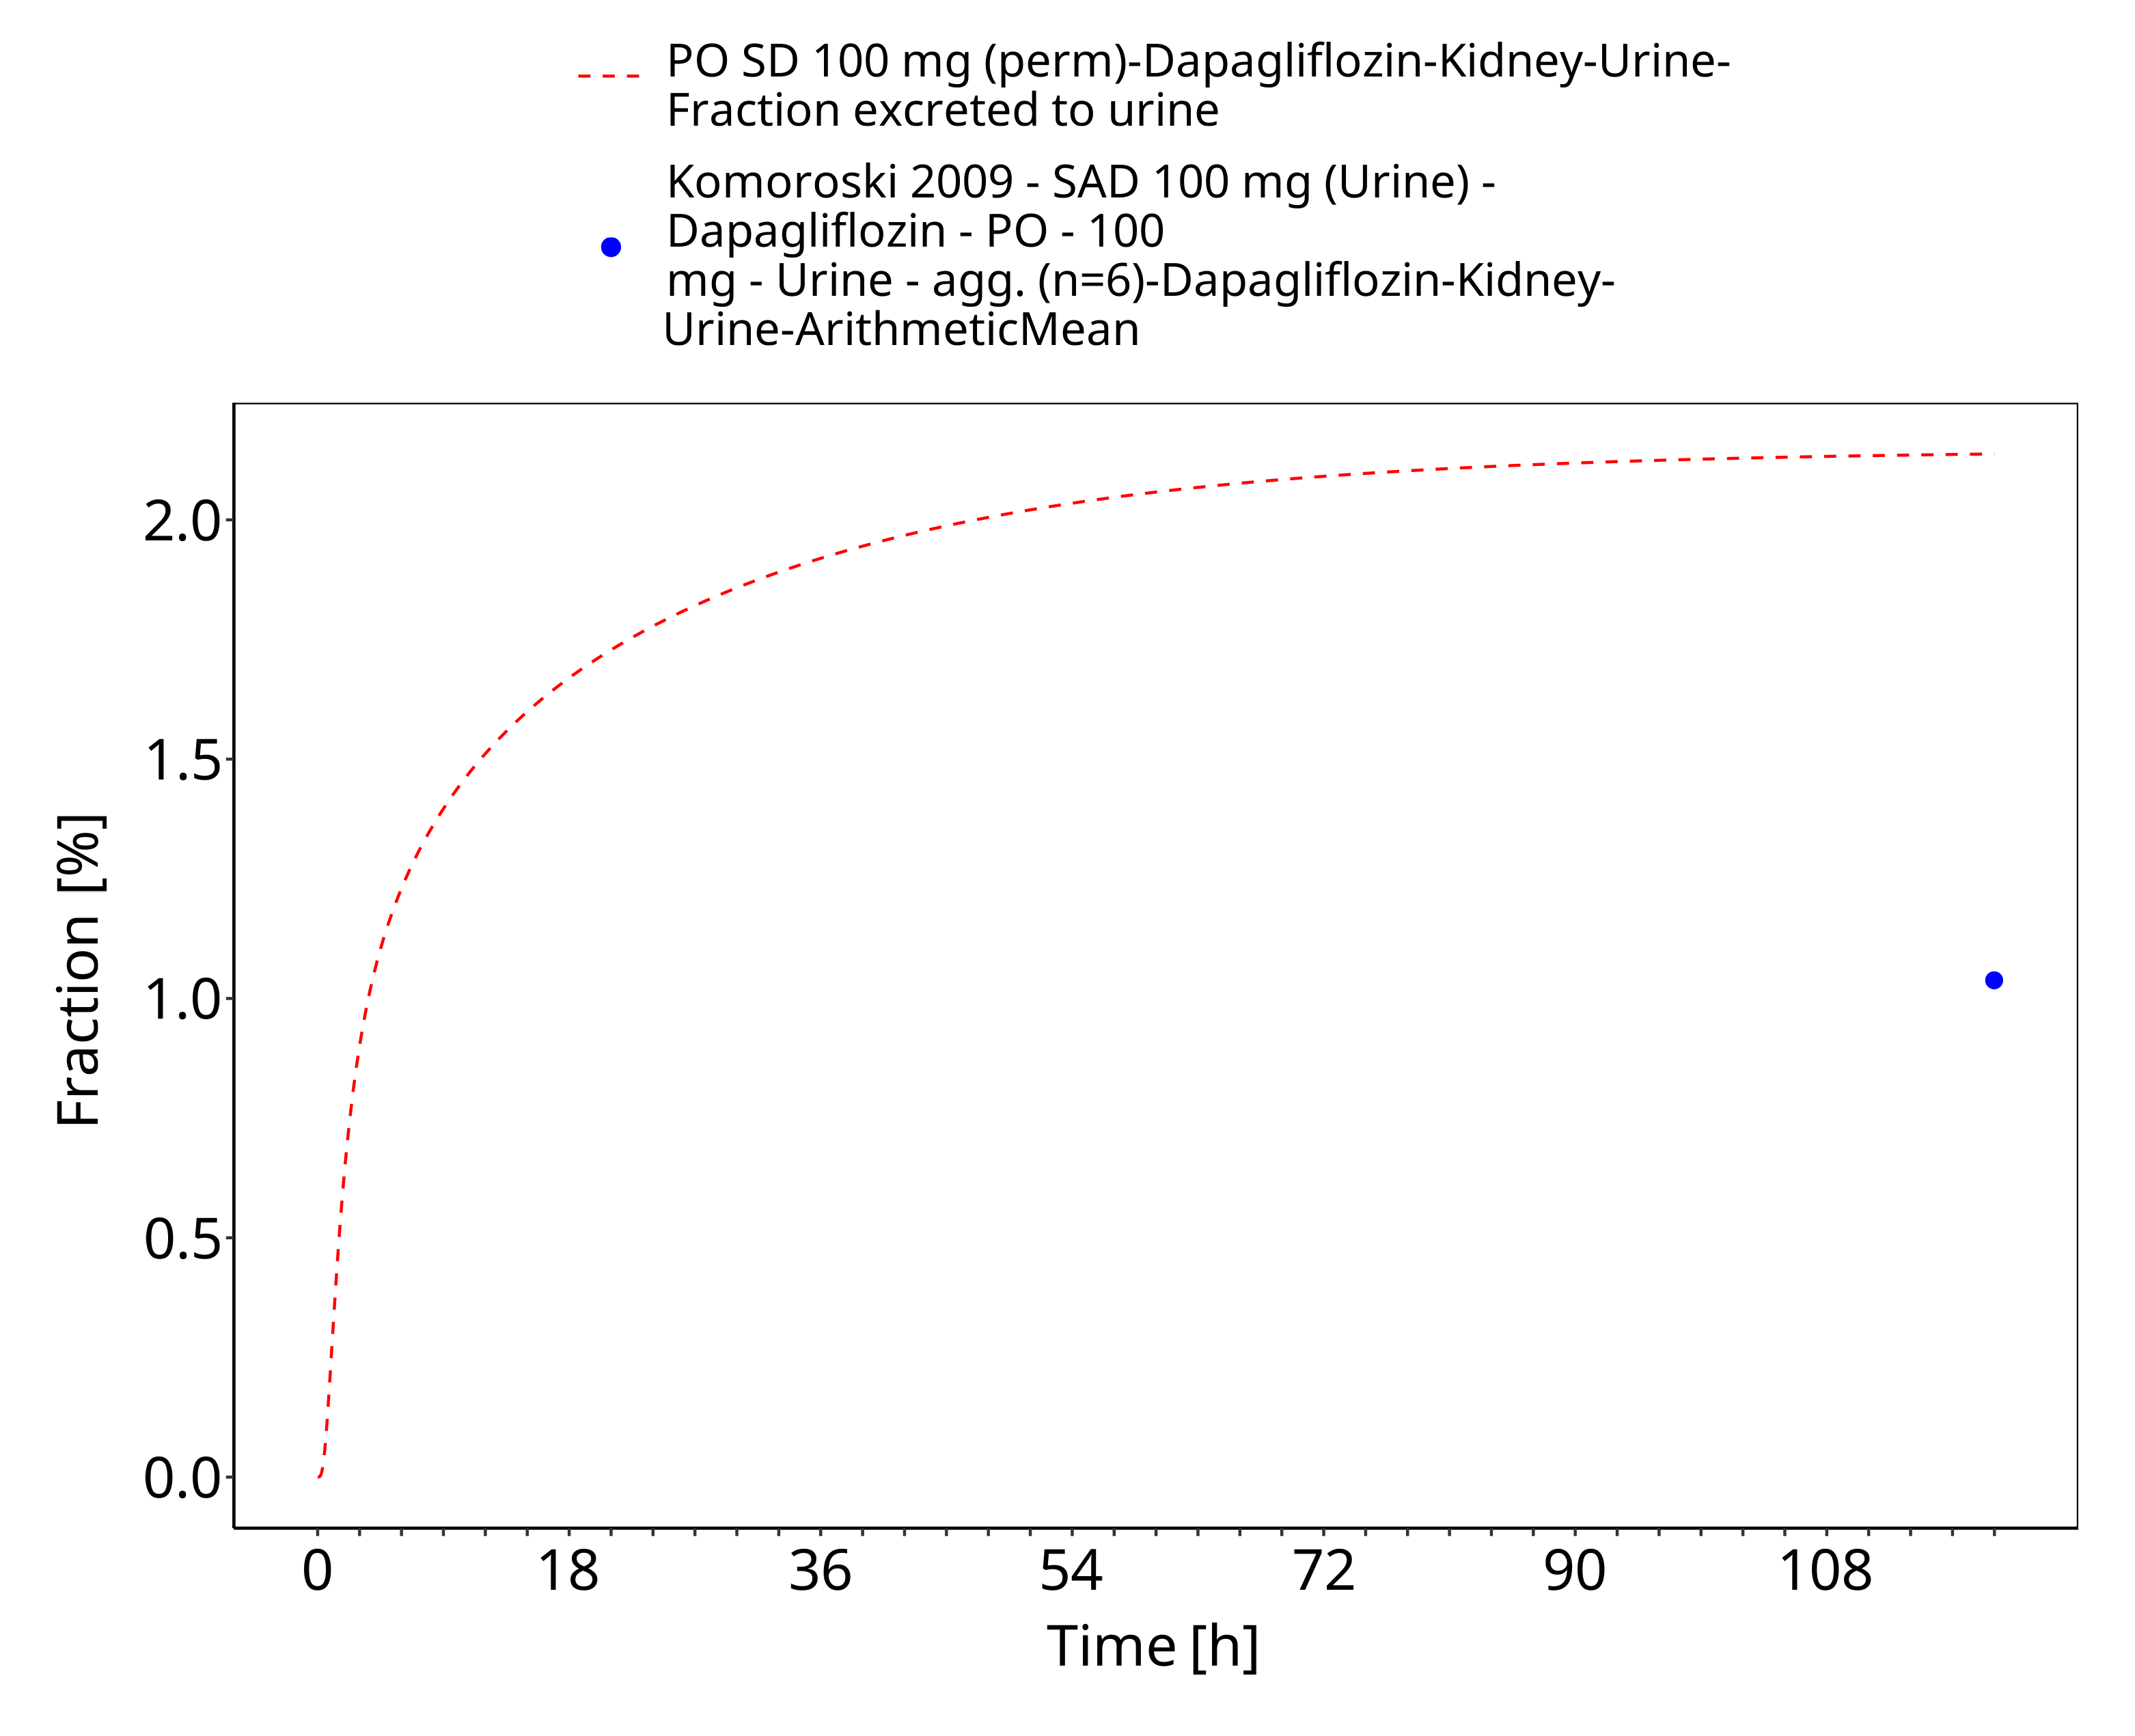 PO SD 100 mg (perm)-Dapagliflozin-Kidney-Urine-
Fraction excreted to urine
Komoroski 2009 - SAD 100 mg (Urine) -
Dapagliflozin - PO - 100
mg - Urine - agg. (n=6)-Dapagliflozin-Kidney-
Urine-ArithmeticMean
Fraction [%]
2.0
1.5
1.0
0.5
0.0
0 18 36 54 72 90 108
Time [h]